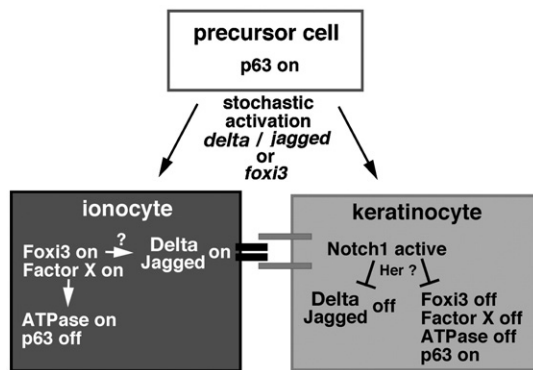 precursor cell
p63 on
stochastic
activation
delta / jagged
or
foxi3
ionocyte
Foxi3 on
Factor X on
?
Delta
Jagged
on
ATPase on
p63 off
keratinocyte
Notch1 active
Her ?
Delta
Jagged
off
Foxi3 off
Factor X off
ATPase off
p63 on